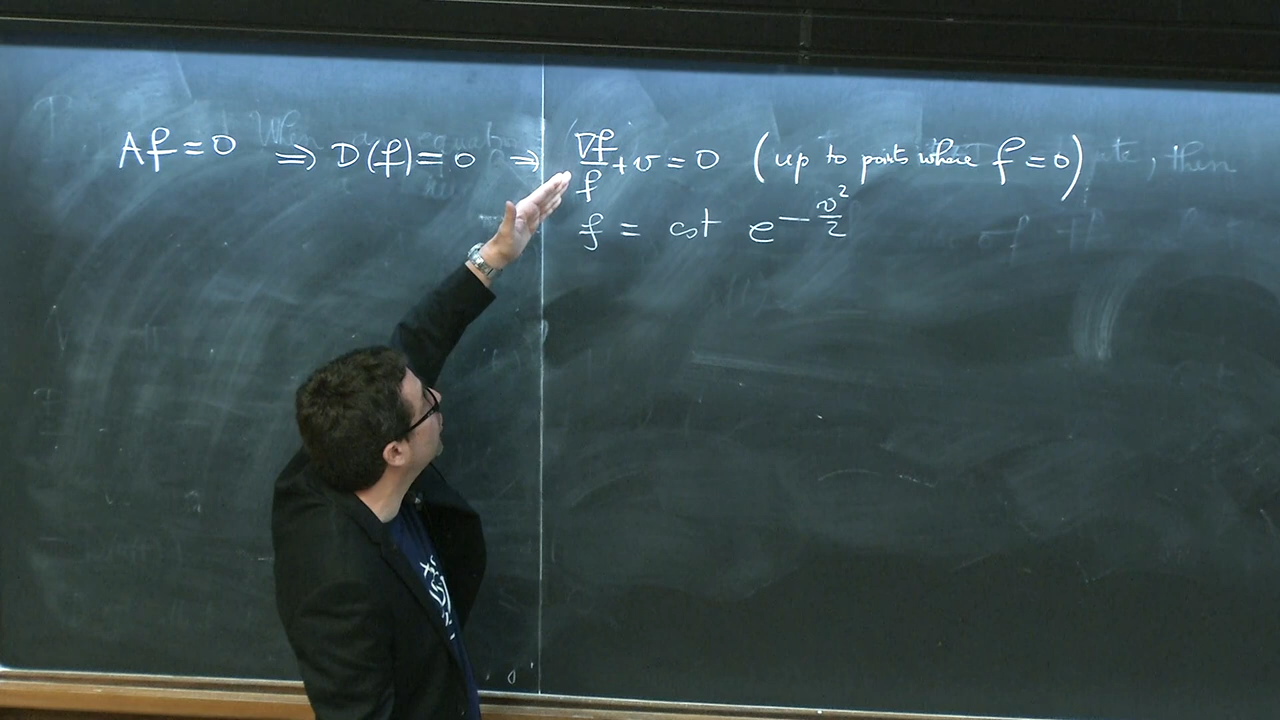 Af = 0 ⇒ D(f) = 0 ⇒ ∇f/f + v = 0 (up to points where f = 0)
f = cst e^{-v²/2}